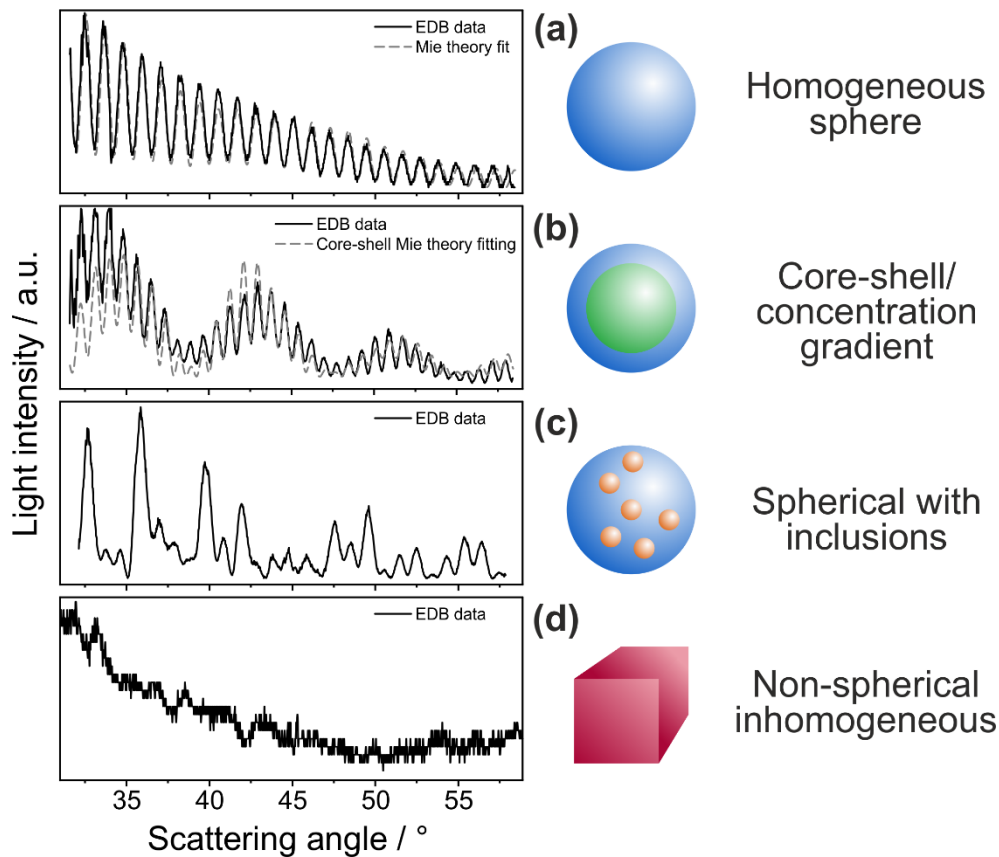 EDB data
Mie theory fit
(a)
Homogeneous
sphere
EDB data
Core-shell Mie theory fitting
(b)
Core-shell/
concentration
gradient
EDB data
(c)
Spherical with
inclusions
EDB data
(d)
Non-spherical
inhomogeneous
Light intensity / a.u.
35 40 45 50 55
Scattering angle / °